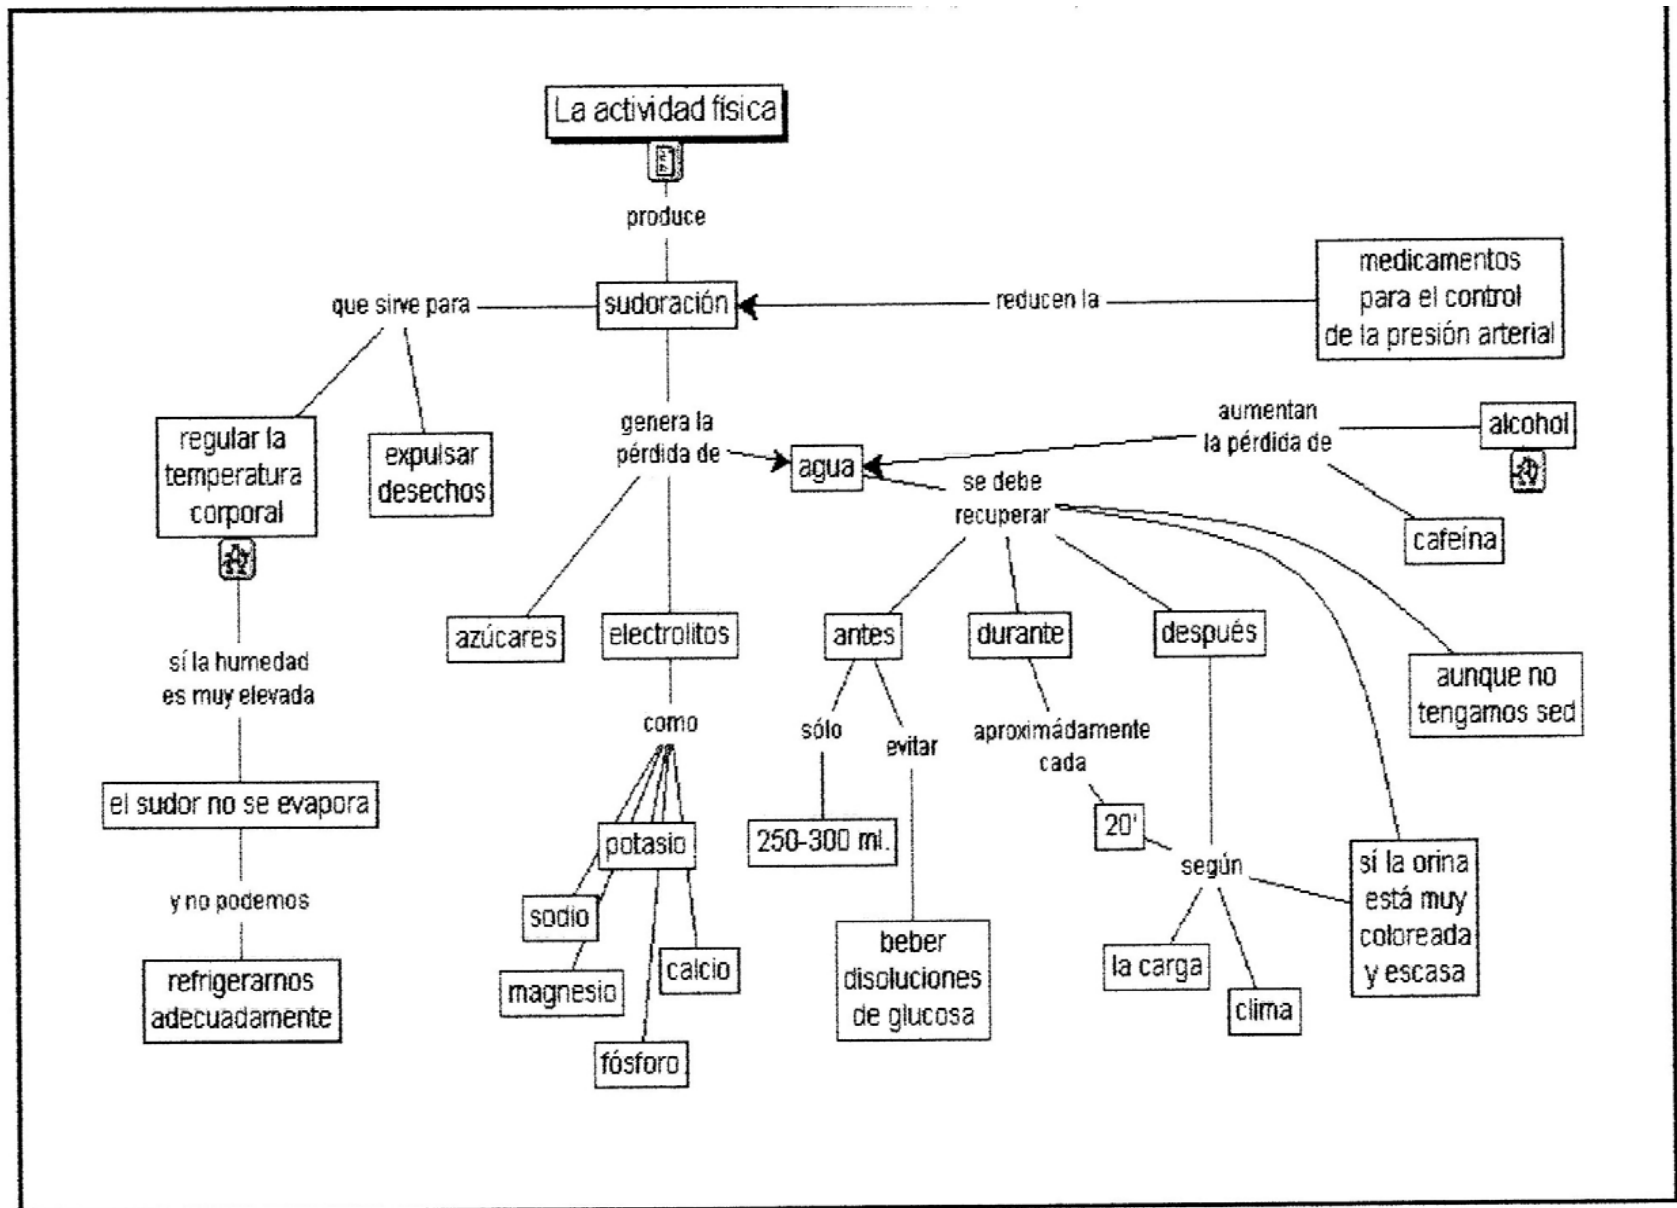 La actividad física
produce
sudoración
que sirve para
reducen la
medicamentos
para el control
de la presión arterial
regular la
temperatura
corporal
expulsar
desechos
genera la
pérdida de
agua
aumentan
la pérdida de
alcohol
cafeína
se debe
recuperar
azúcares
electrolitos
antes
durante
después
aunque no
tengamos sed
sí la humedad
es muy elevada
como
sólo
evitar
aproximádamente
cada
el sudor no se evapora
potasio
250-300 ml.
20'
según
sí la orina
está muy
coloreada
y escasa
y no podemos
sodio
magnesio
calcio
fósforo
beber
disoluciones
de glucosa
la carga
clima
refrigerarnos
adecuadamente